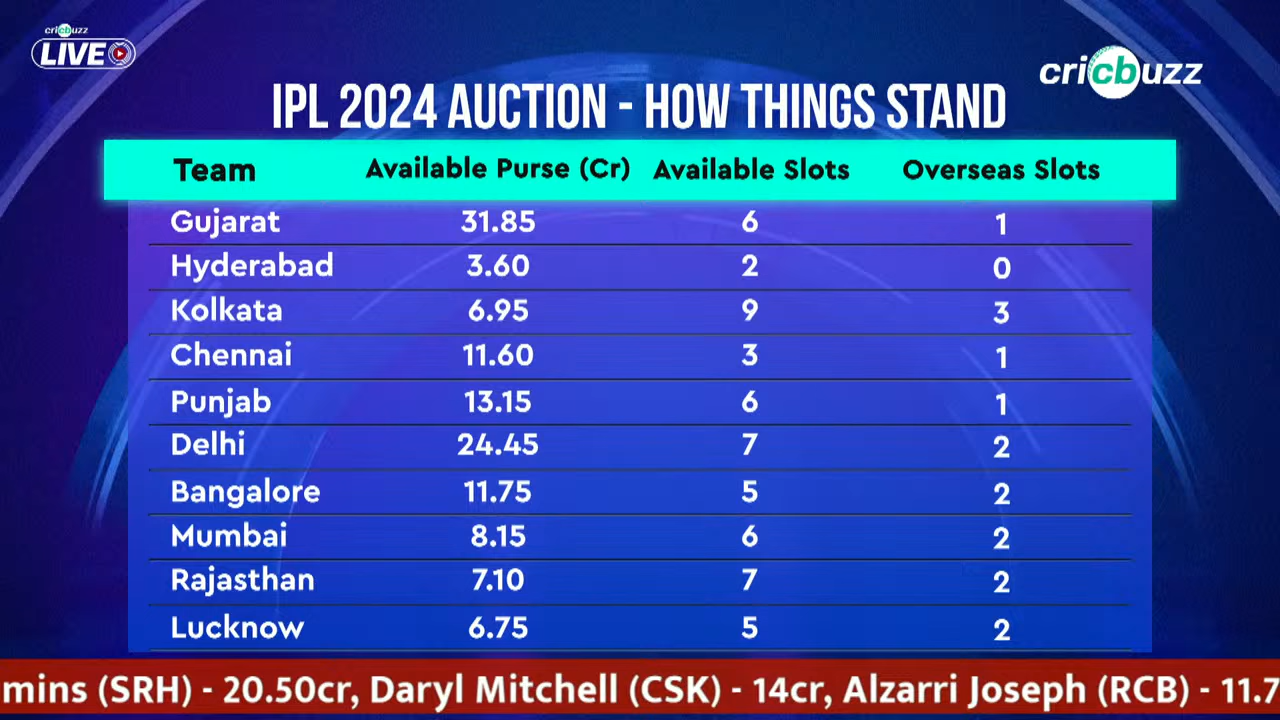 cricbuzz
LIVE
cricbuzz
IPL 2024 AUCTION - HOW THINGS STAND
Team Available Purse (Cr) Available Slots Overseas Slots
Gujarat 31.85 6 1
Hyderabad 3.60 2 0
Kolkata 6.95 9 3
Chennai 11.60 3 1
Punjab 13.15 6 1
Delhi 24.45 7 2
Bangalore 11.75 5 2
Mumbai 8.15 6 2
Rajasthan 7.10 7 2
Lucknow 6.75 5 2
mins (SRH) - 20.50cr, Daryl Mitchell (CSK) - 14cr, Alzarri Joseph (RCB) - 11.7